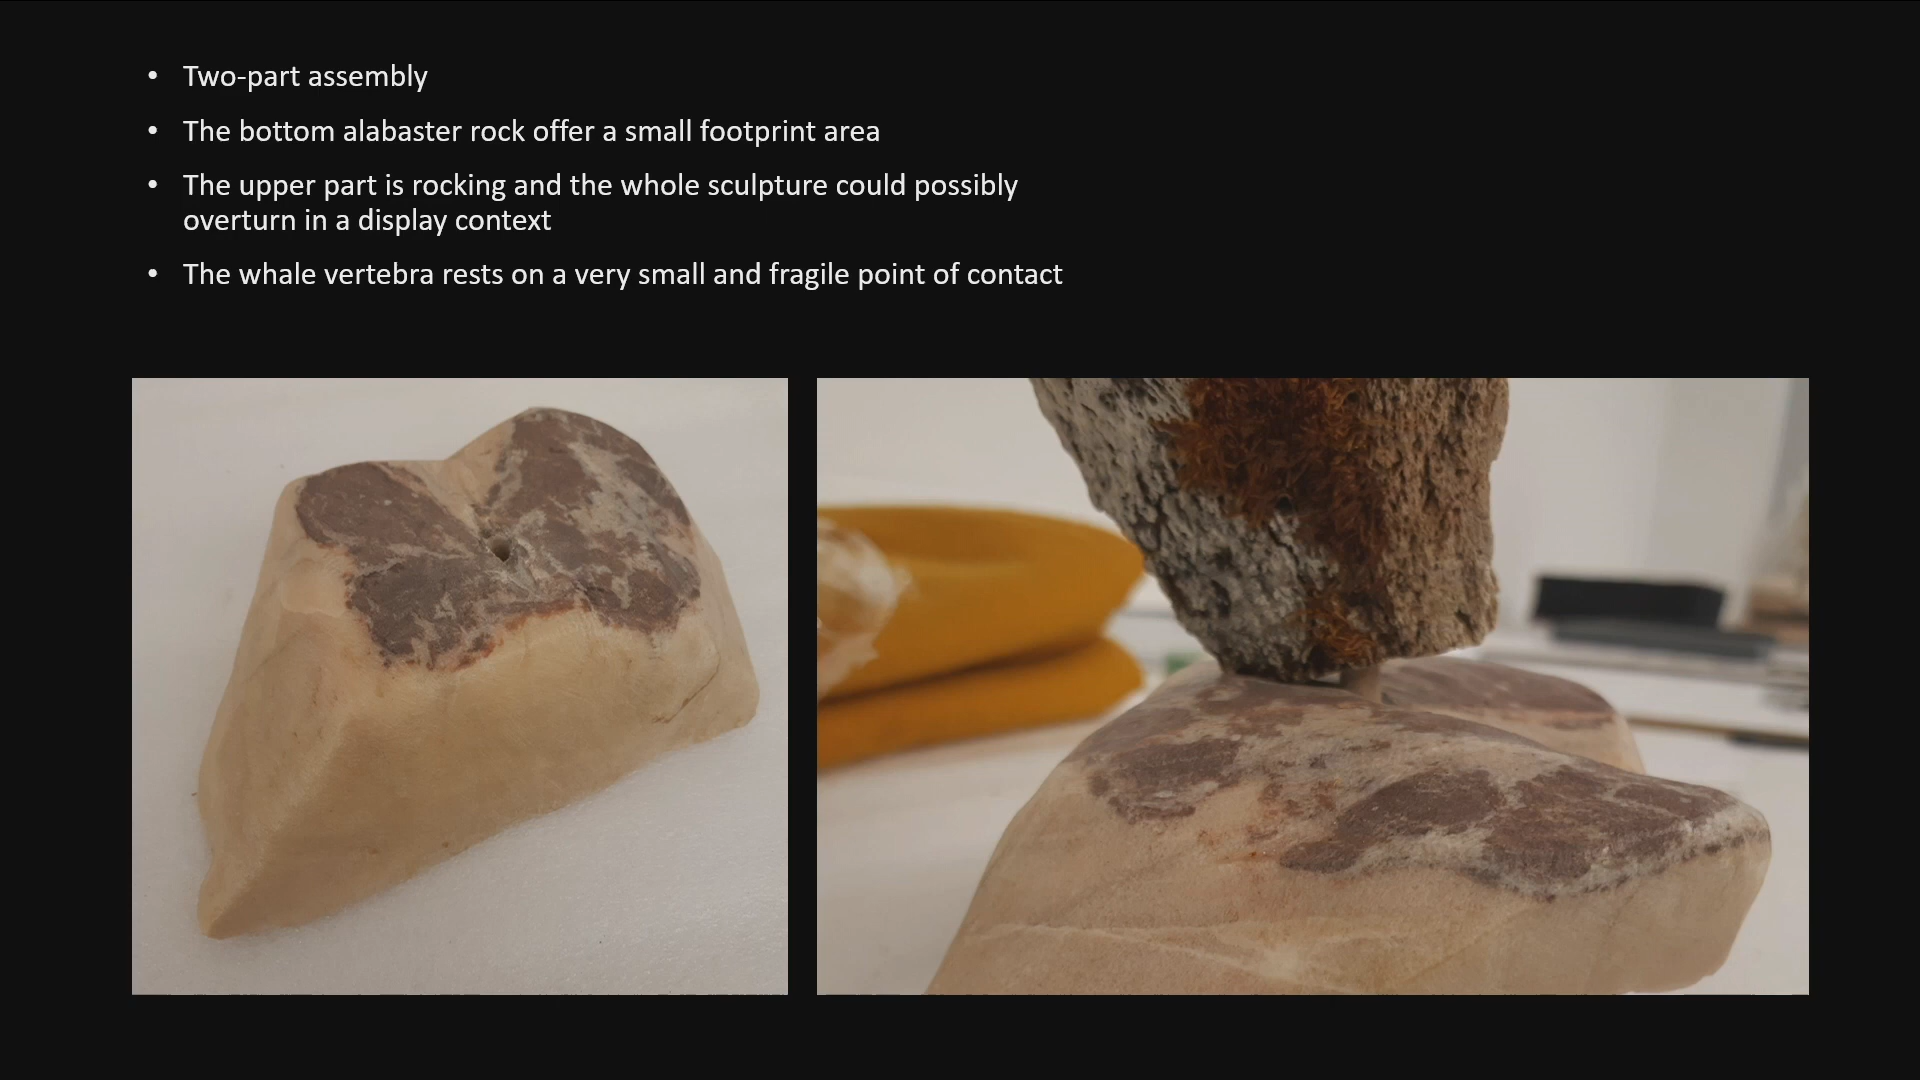 • Two-part assembly
• The bottom alabaster rock offer a small footprint area
• The upper part is rocking and the whole sculpture could possibly
overturn in a display context
• The whale vertebra rests on a very small and fragile point of contact